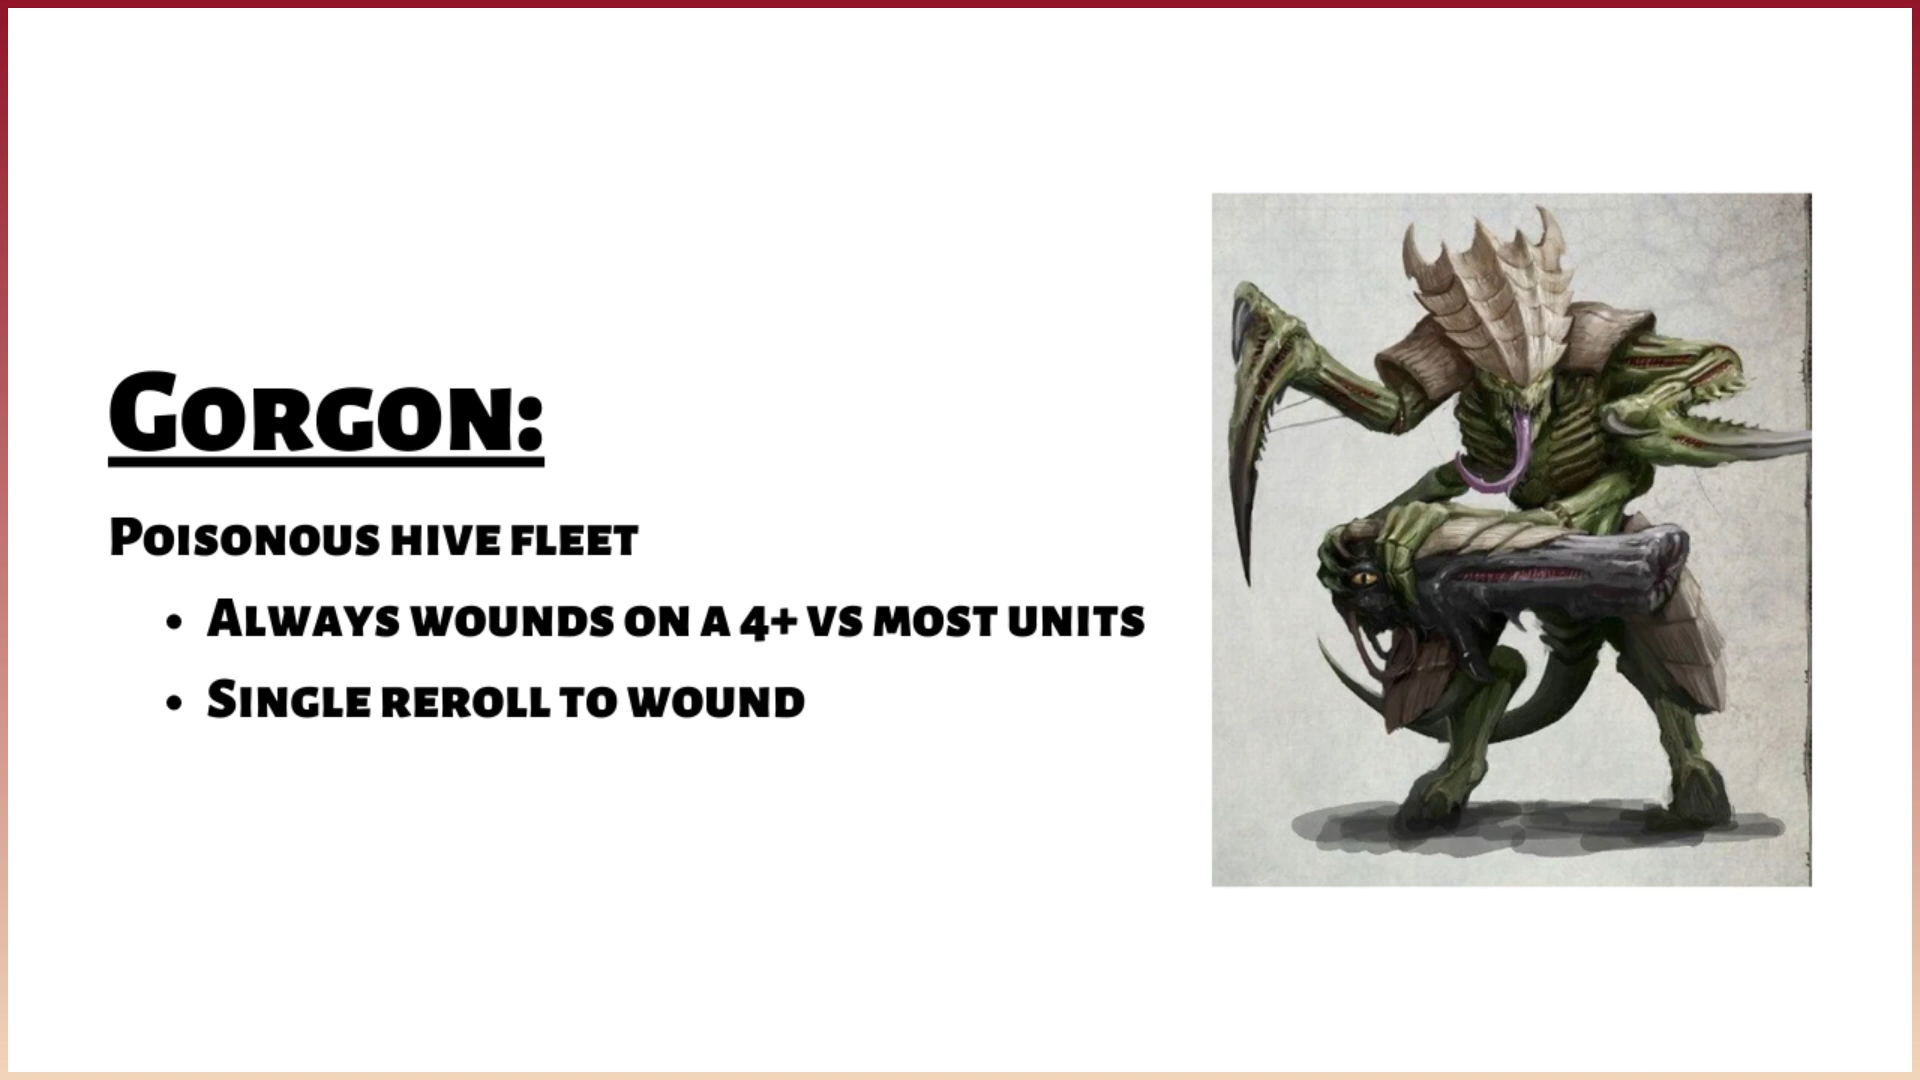 Gorgon:
Poisonous hive fleet
• Always wounds on a 4+ vs most units
• Single reroll to wound